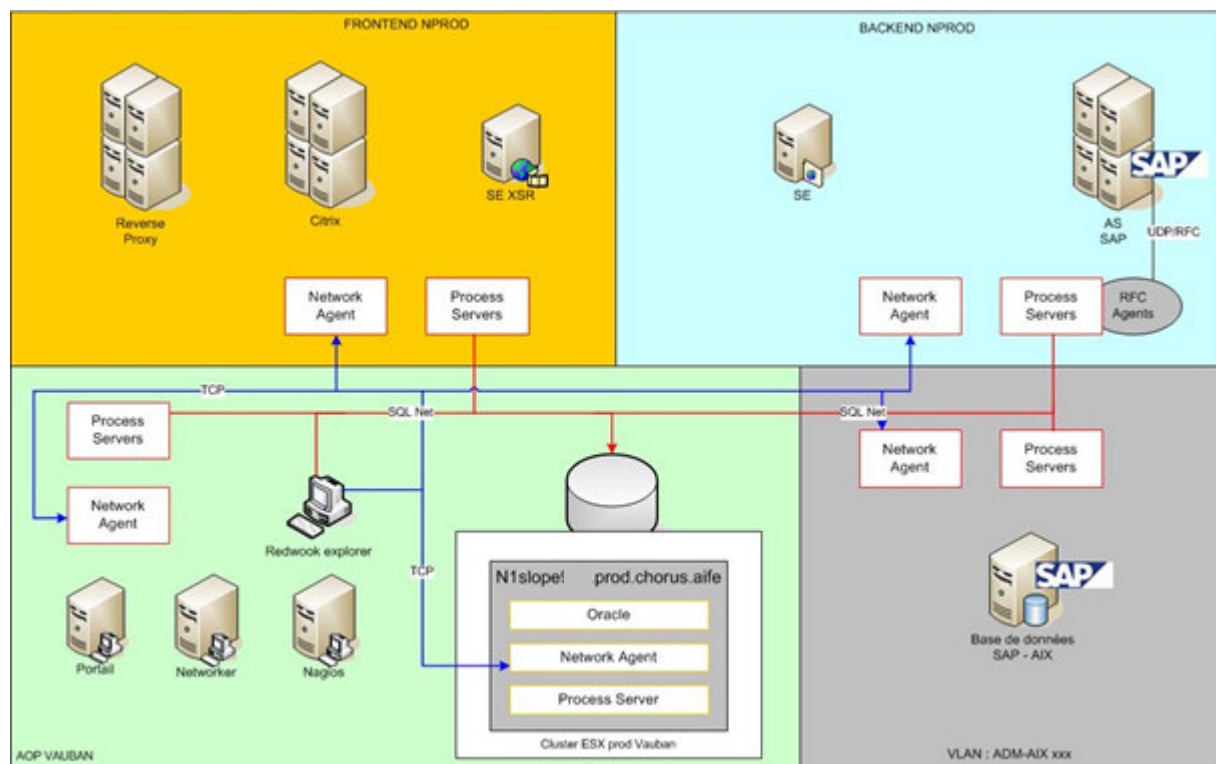 FRONTEND NPROD
BACKEND NPROD
Reverse
Proxy
Citrix
SE XSR
SE
SAP
AS
SAP
UDP/RFC
Network
Agent
Process
Servers
Network
Agent
Process
Servers
RFC
Agents
TCP
SQL Net
SQL Net
Process
Servers
Network
Agent
Process
Servers
Network
Agent
Redwook explorer
TCP
N1slope! .prod.chorus.aife
Oracle
Network Agent
Process Server
Cluster ESX prod Vauban
Portail
Networker
Nagios
SAP
Base de données
SAP - AIX
AOP VAUBAN
VLAN : ADM-AIX xxx